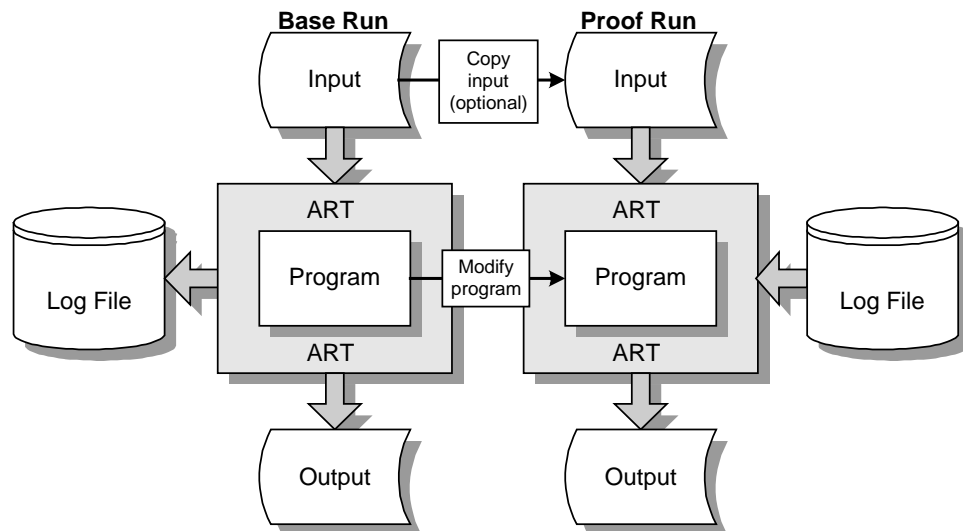 Base Run
Proof Run
Input
Copy
input
(optional)
Input
ART
ART
Log File
Program
Modify
program
Program
Log File
ART
ART
Output
Output